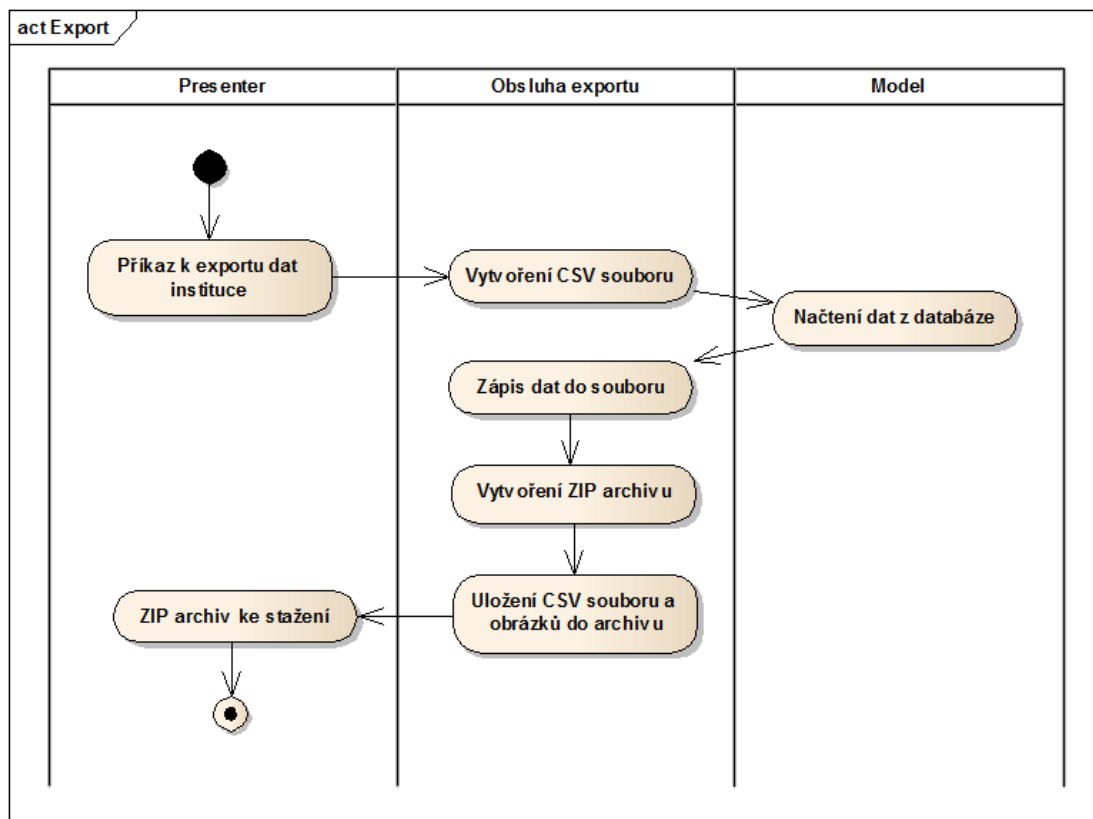 act Export
Presenter
Obsluha exportu
Model
Příkaz k exportu dat
instituce
Vytvoření CSV souboru
Načtení dat z databáze
Zápis dat do souboru
Vytvoření ZIP archivu
Uložení CSV souboru a
obrázků do archivu
ZIP archiv ke stažení